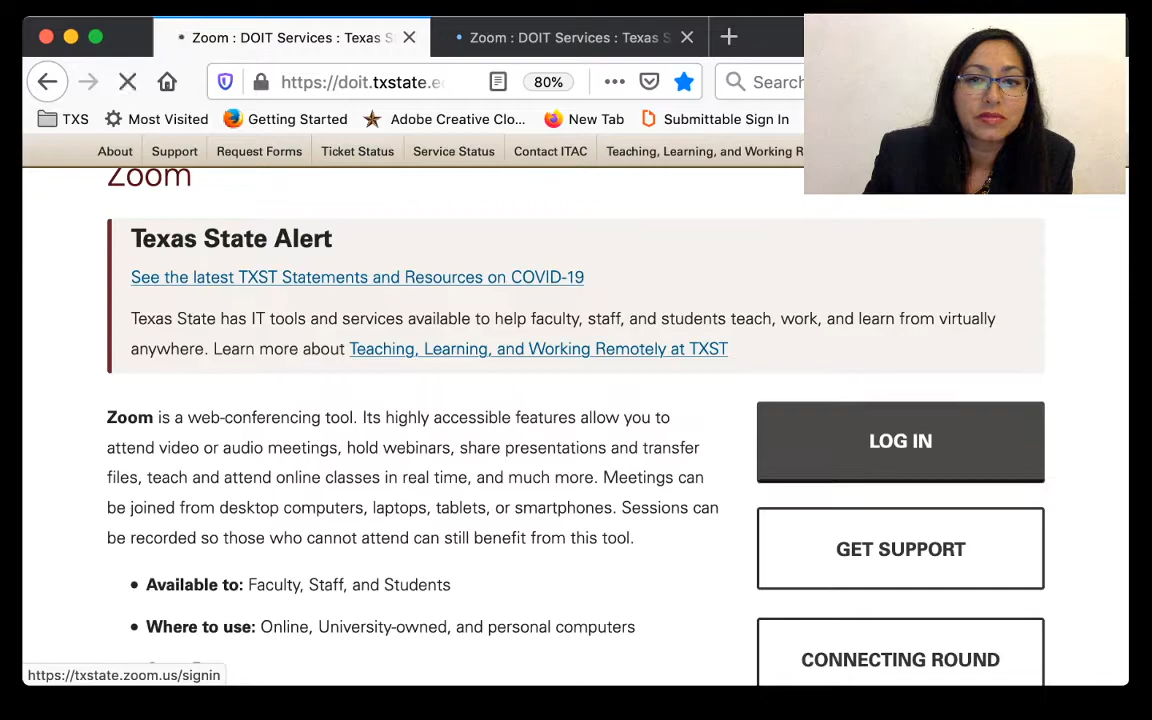 Zoom : DOIT Services : Texas S
Zoom : DOIT Services : Texas S
https://doit.txstate.e
80%
Search
TXS
Most Visited
Getting Started
Adobe Creative Clo...
New Tab
Submittable Sign In
About
Support
Request Forms
Ticket Status
Service Status
Contact ITAC
Teaching, Learning, and Working R
Zoom
Texas State Alert
See the latest TXST Statements and Resources on COVID-19
Texas State has IT tools and services available to help faculty, staff, and students teach, work, and learn from virtually
anywhere. Learn more about Teaching, Learning, and Working Remotely at TXST
Zoom is a web-conferencing tool. Its highly accessible features allow you to
attend video or audio meetings, hold webinars, share presentations and transfer
files, teach and attend online classes in real time, and much more. Meetings can
be joined from desktop computers, laptops, tablets, or smartphones. Sessions can
be recorded so those who cannot attend can still benefit from this tool.
• Available to: Faculty, Staff, and Students
• Where to use: Online, University-owned, and personal computers
LOG IN
GET SUPPORT
CONNECTING ROUND
https://txstate.zoom.us/signin